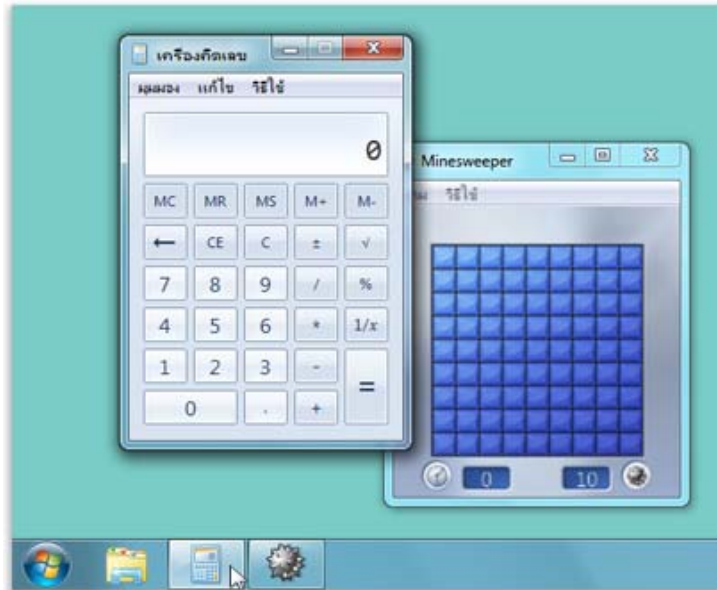 เครื่องคิดเลข
มุมมอง แก้ไข วิธีใช้
0
MC MR MS M+ M-
← CE C ± √
7 8 9 / %
4 5 6 * 1/x
1 2 3 - =
0 . +
Minesweeper
วิธีใช้
0 10